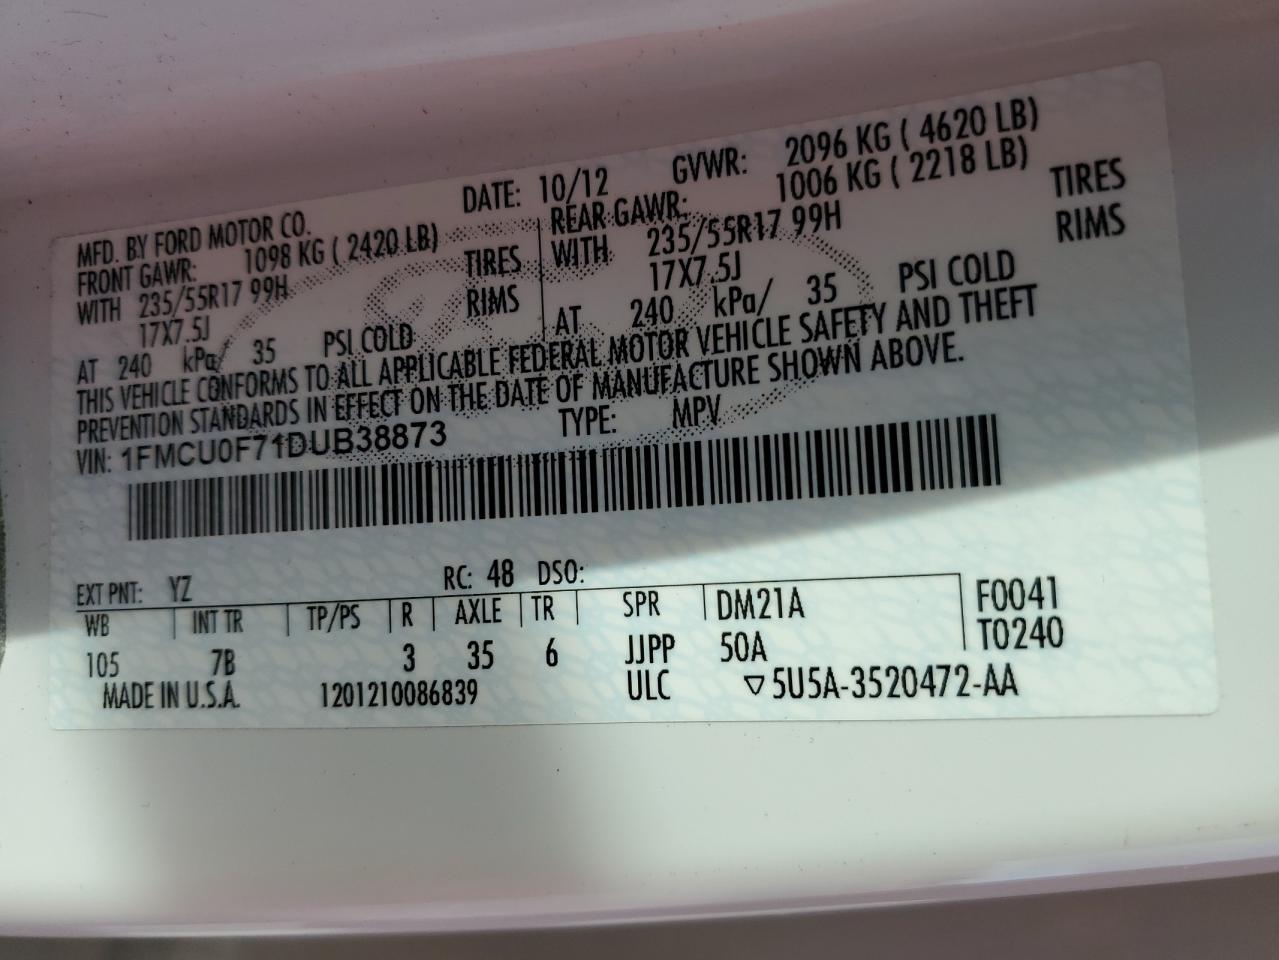 MFD. BY FORD MOTOR CO.
DATE: 10/12 GVWR: 2096 KG ( 4620 LB)
FRONT GAWR: 1098 KG ( 2420 LB) REAR GAWR: 1006 KG ( 2218 LB)
WITH 235/55R17 99H TIRES WITH 235/55R17 99H TIRES
17X7.5J RIMS 17X7.5J RIMS
AT 240 kPa/ 35 PSI COLD AT 240 kPa/ 35 PSI COLD
THIS VEHICLE CONFORMS TO ALL APPLICABLE FEDERAL MOTOR VEHICLE SAFETY AND THEFT
PREVENTION STANDARDS IN EFFECT ON THE DATE OF MANUFACTURE SHOWN ABOVE.
VIN: 1FMCU0F71DUB38873 TYPE: MPV
EXT PNT: YZ RC: 48 DSO:
WB INT TR TP/PS R AXLE TR SPR DM21A F0041
105 7B 3 35 6 JJPP 50A T0240
MADE IN U.S.A. 1201210086839 ULC ▽5U5A-3520472-AA